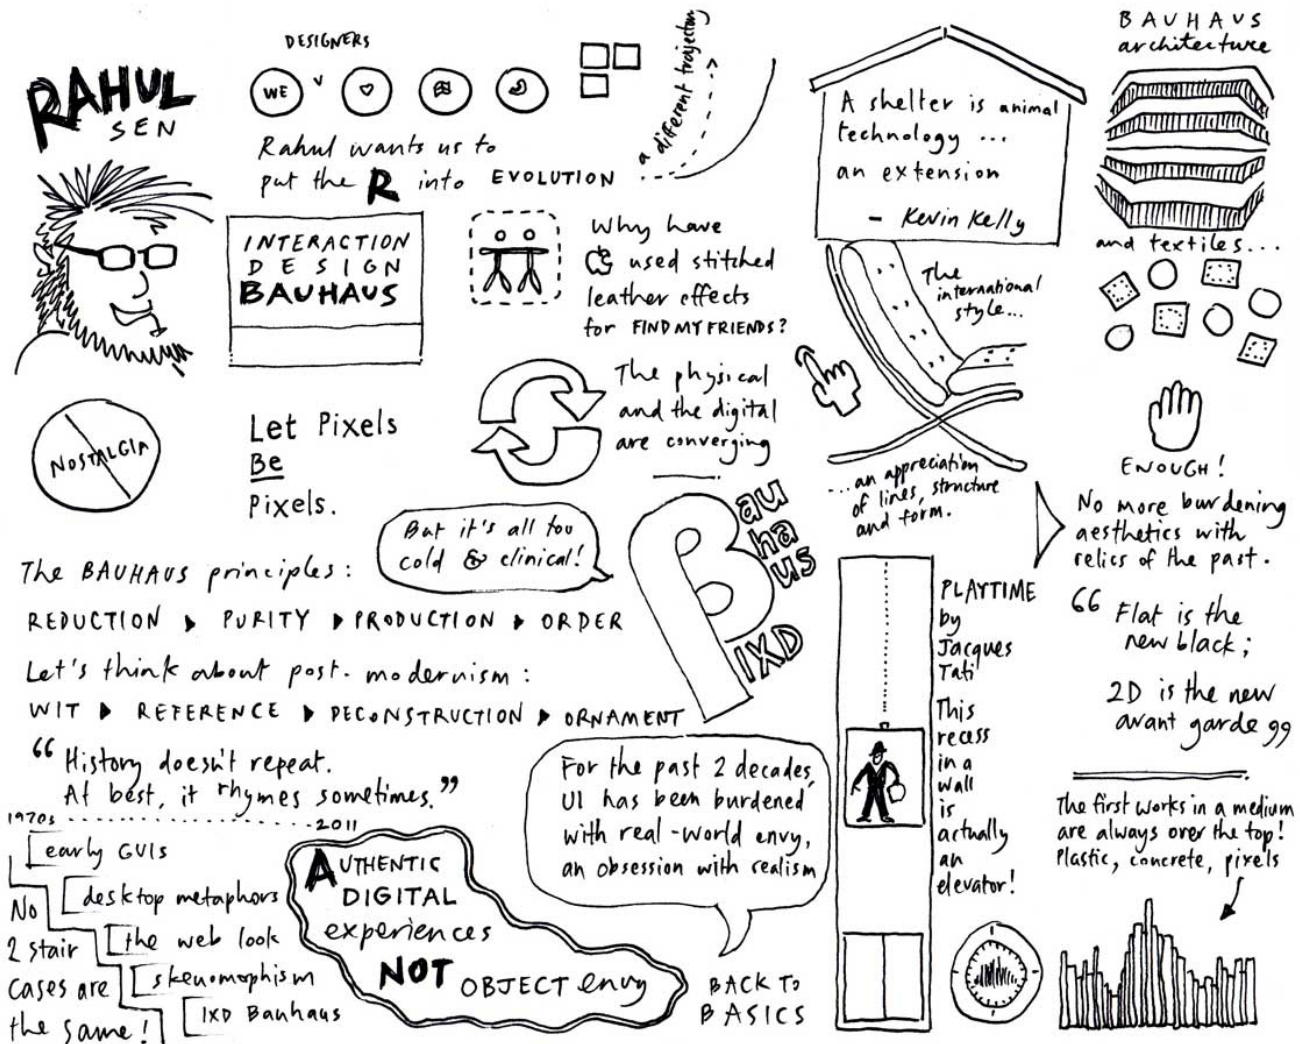 RAHUL
SEN
DESIGNERS
WE
Rahul wants us to
put the R into EVOLUTION
a different trajectory
INTERACTION
DESIGN
BAUHAUS
Why have
used stitched
leather effects
for FIND MY FRIENDS?
A shelter is animal
technology ...
an extension
- Kevin Kelly
BAUHAUS
architecture
and textiles...
The
international
style...
... an appreciation
of lines, structure
and form.
NOSTALGIA
Let Pixels
Be
Pixels.
The physical
and the digital
are converging
But it's all too
cold & clinical!
Bau
ha
us
IXD
ENOUGH!
No more burdening
aesthetics with
relics of the past.
The BAUHAUS principles:
REDUCTION ▸ PURITY ▸ PRODUCTION ▸ ORDER
Let's think about post-modernism:
WIT ▸ REFERENCE ▸ DECONSTRUCTION ▸ ORNAMENT
“History doesn't repeat.
At best, it rhymes sometimes.”
1970s 2011
early GUIs
desktop metaphors
the web look
skeuomophism
IXD Bauhaus
No
2 stair
cases are
the same!
AUTHENTIC
DIGITAL
experiences
NOT OBJECT envy
For the past 2 decades,
UI has been burdened
with real-world envy,
an obsession with realism
BACK TO
BASICS
PLAYTIME
by
Jacques
Tati
This
recess
in a
wall
is
actually
an
elevator!
“Flat is the
new black;
2D is the new
avant garde”
The first works in a medium
are always over the top!
Plastic, concrete, pixels